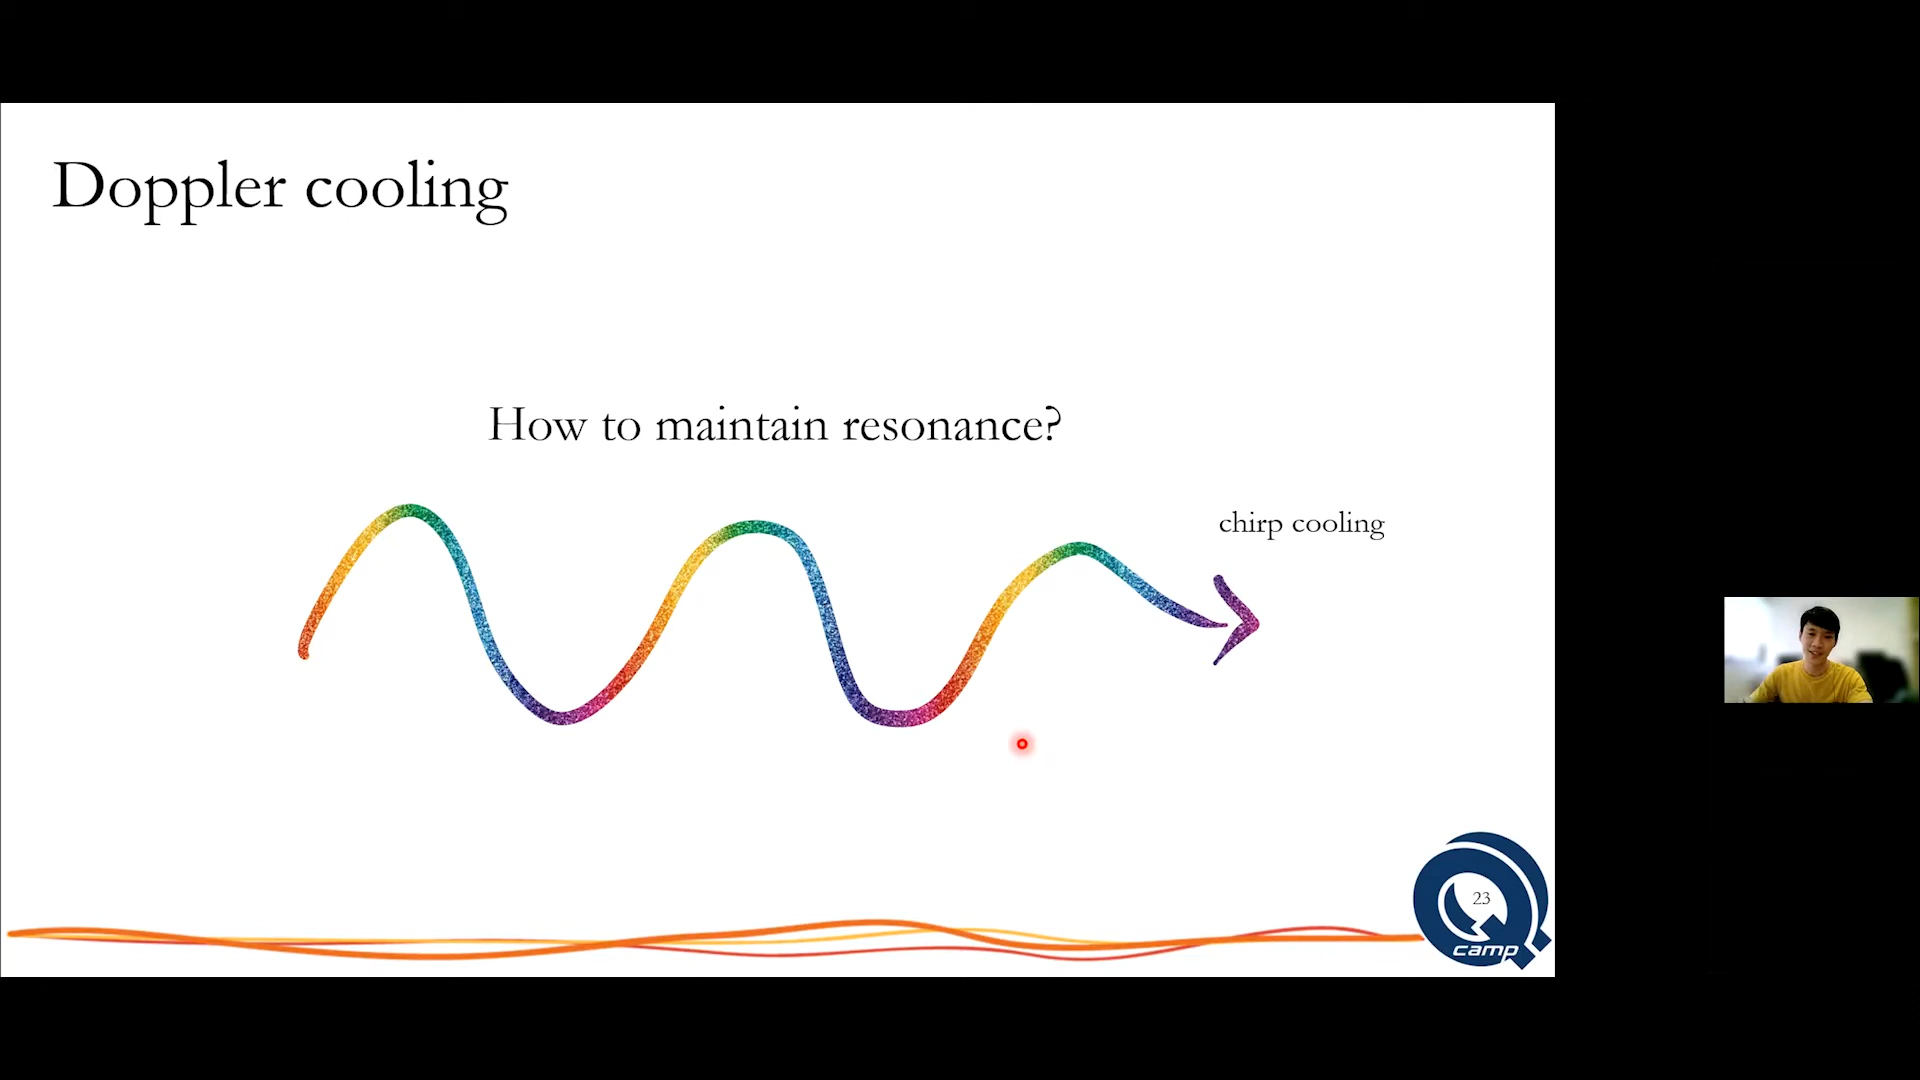 Doppler cooling
How to maintain resonance?
chirp cooling
23
camp